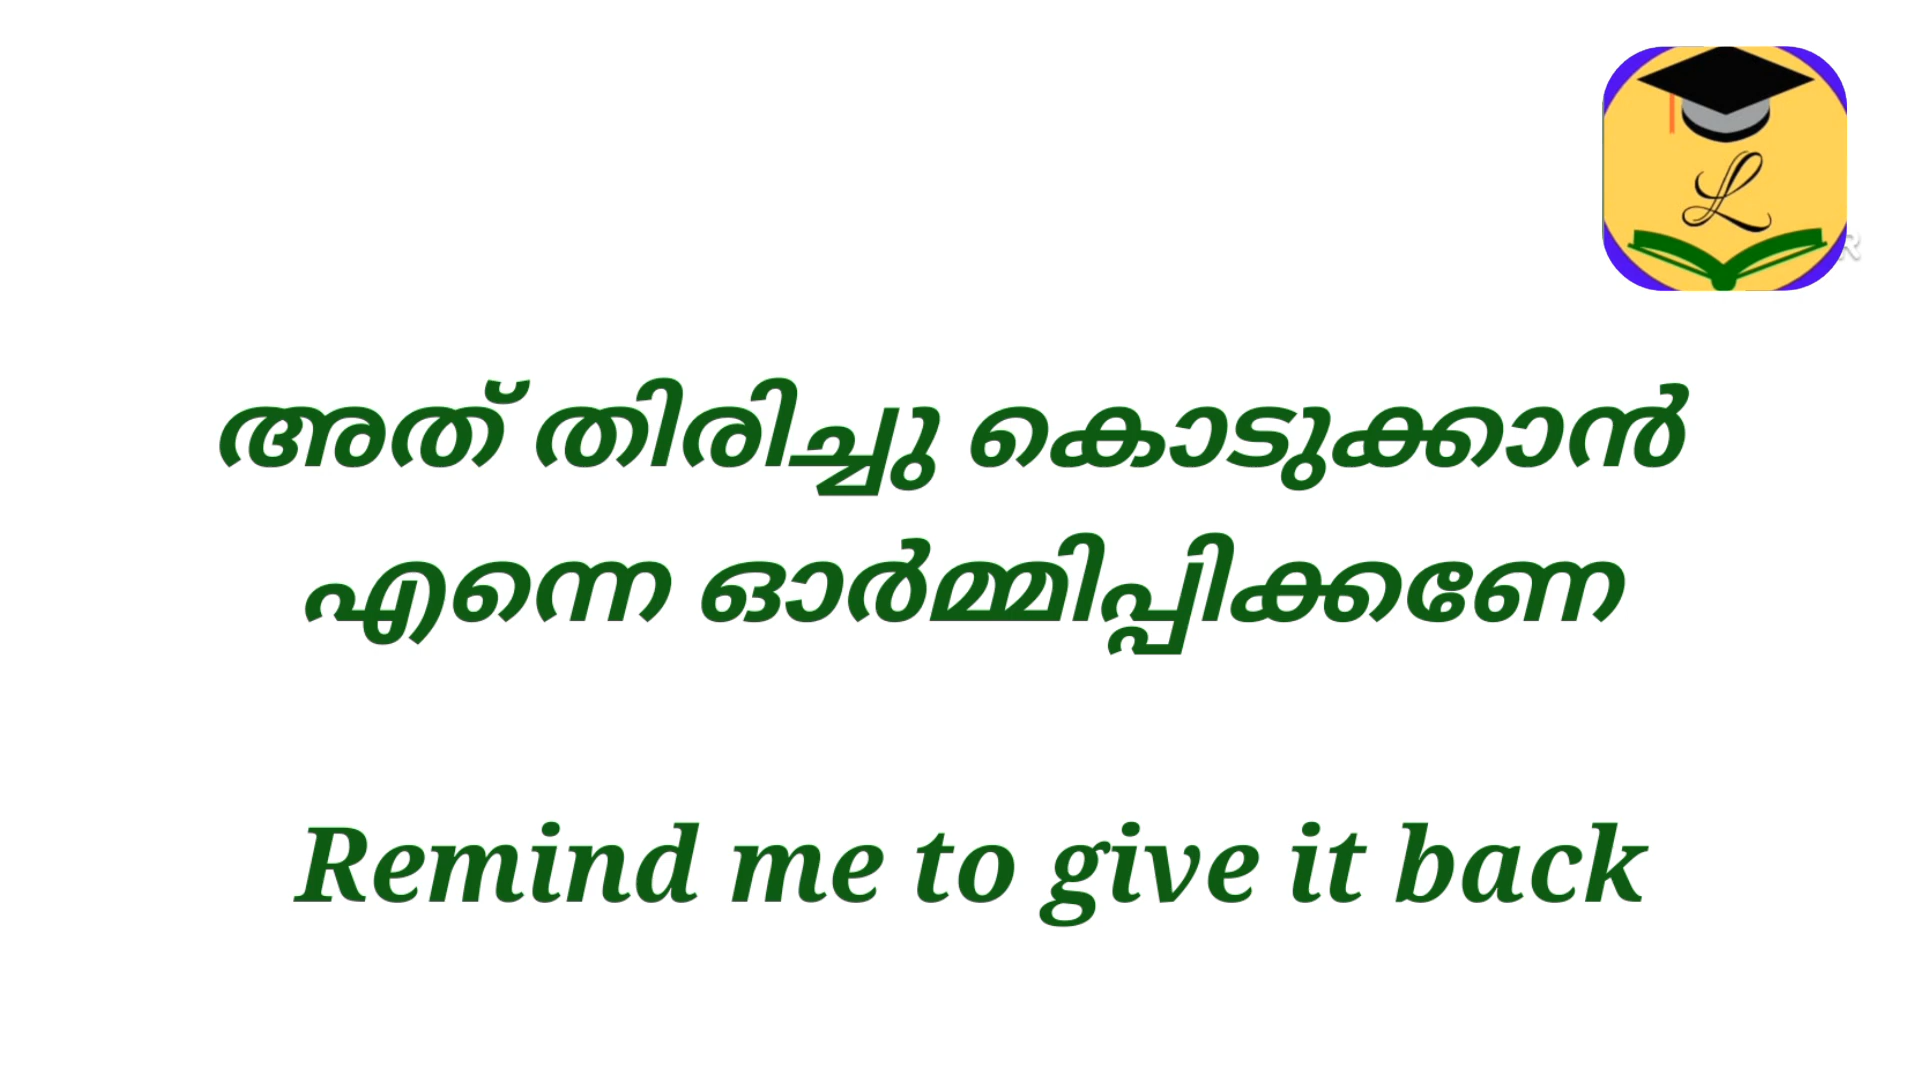 L
അത് തിരിച്ചു കൊടുക്കാൻ
എന്നെ ഓർമ്മിപ്പിക്കണേ
Remind me to give it back